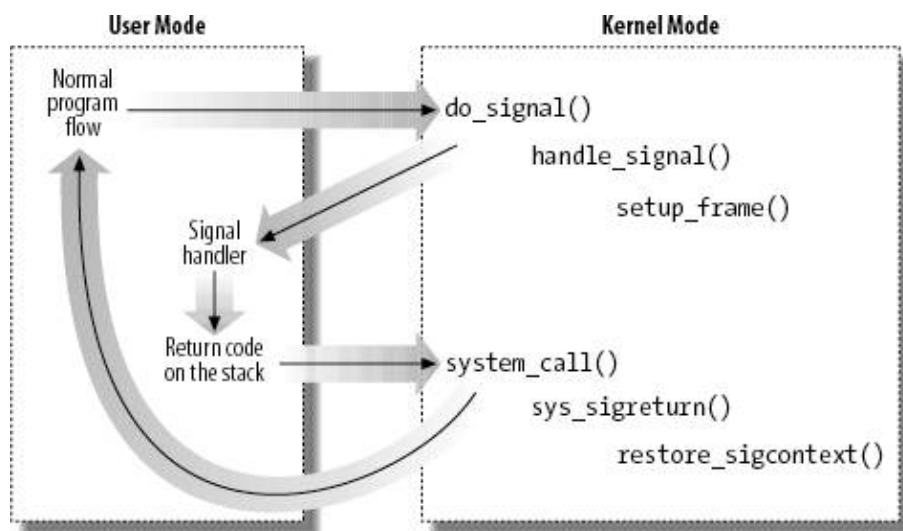 User Mode
Kernel Mode
Normal
program
flow
do_signal()
handle_signal()
setup_frame()
Signal
handler
Return code
on the stack
system_call()
sys_sigreturn()
restore_sigcontext()